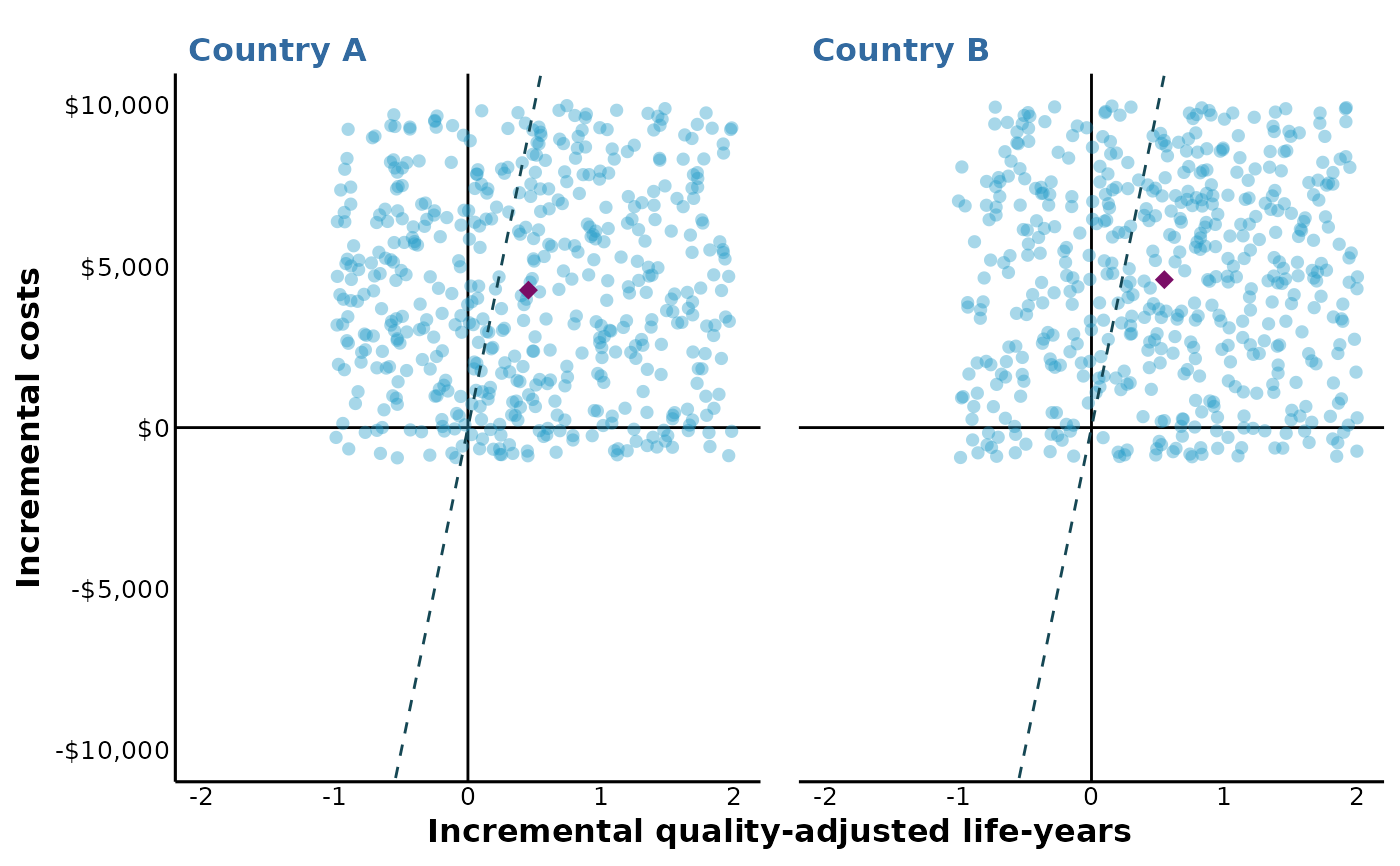 Country A
Country B
Incremental costs
$10,000
$5,000
$0
-$5,000
-$10,000
-2 -1 0 1 2
-2 -1 0 1 2
Incremental quality-adjusted life-years